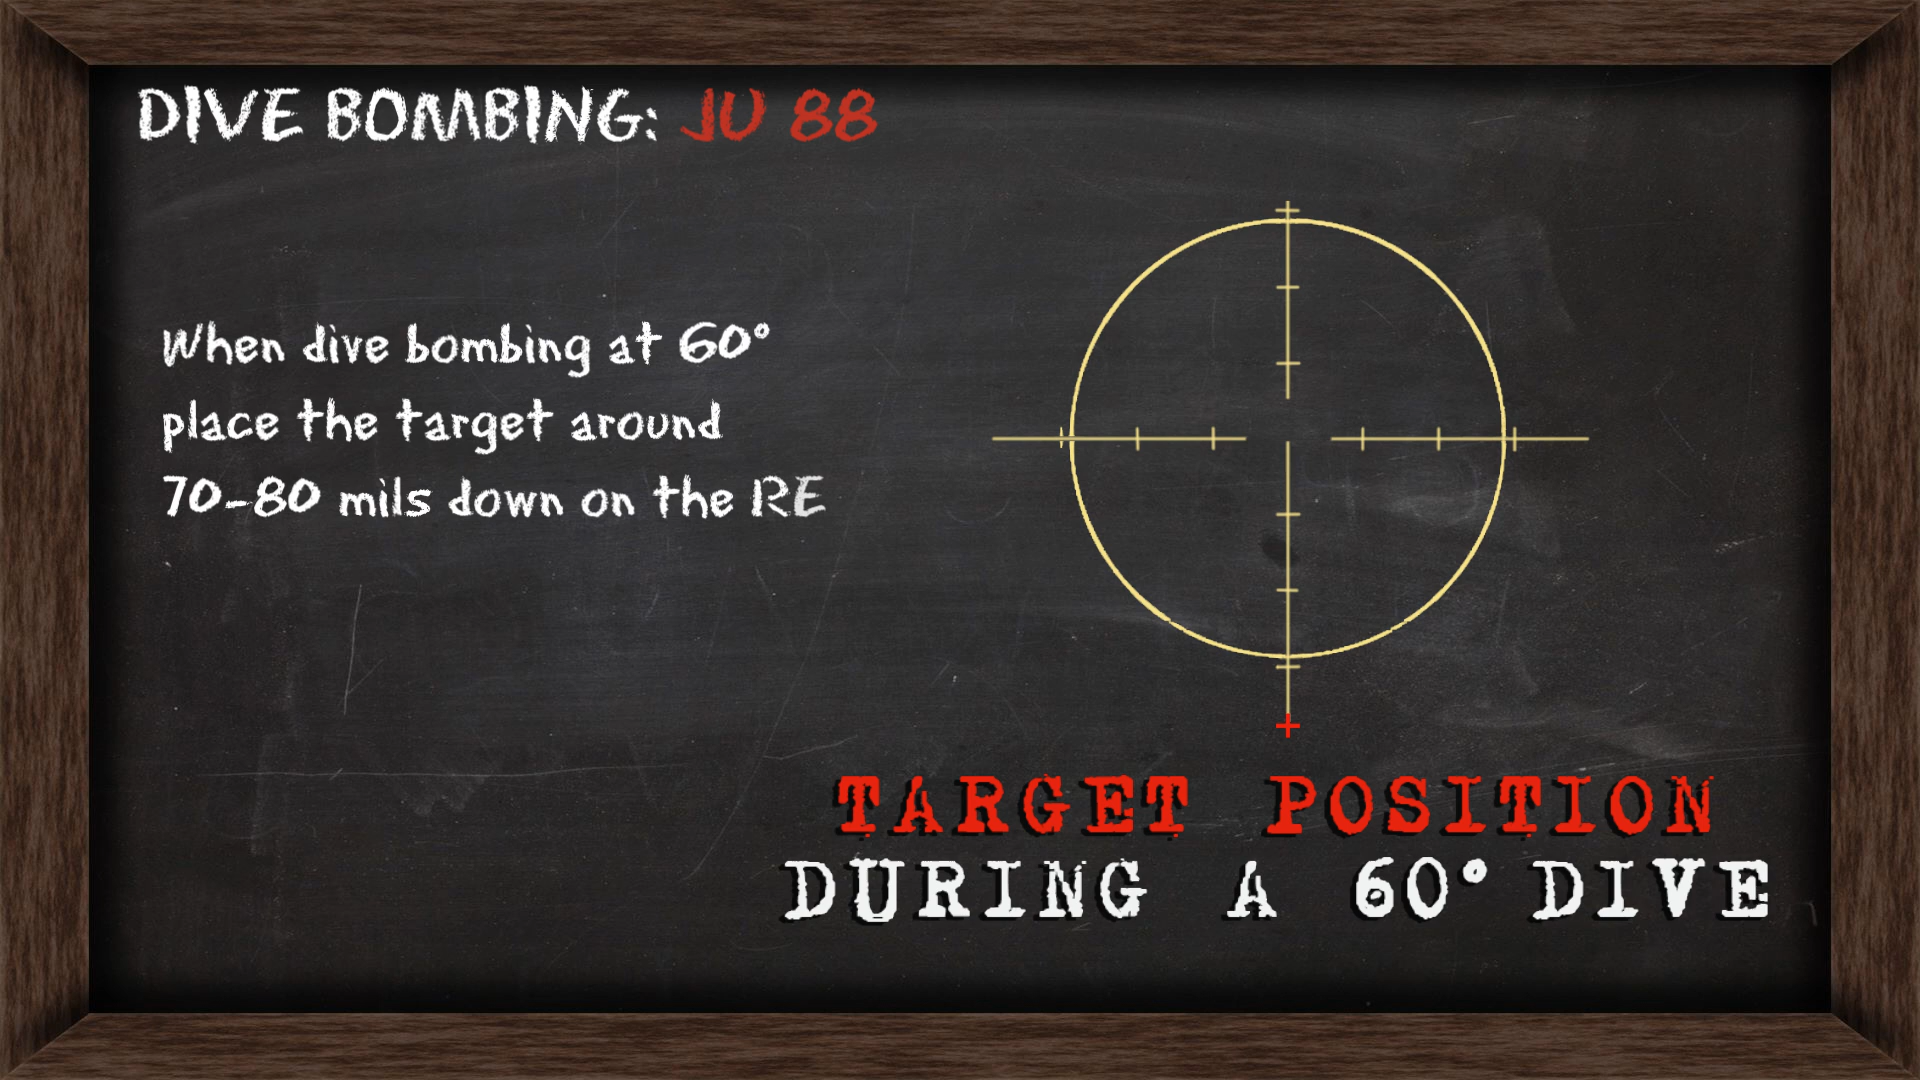 DIVE BOMBING: JU 88
When dive bombing at 60°
place the target around
70-80 mils down on the RE
TARGET POSITION
DURING A 60° DIVE